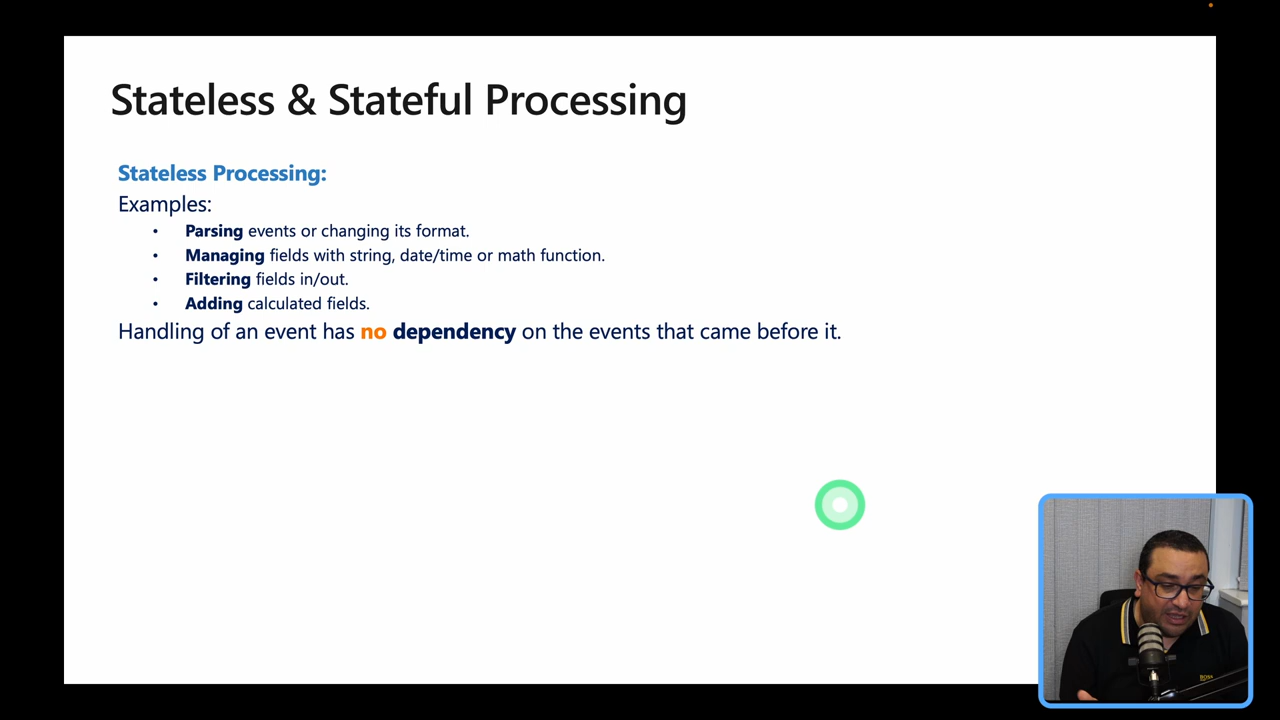 Stateless & Stateful Processing
Stateless Processing:
Examples:
• Parsing events or changing its format.
• Managing fields with string, date/time or math function.
• Filtering fields in/out.
• Adding calculated fields.
Handling of an event has no dependency on the events that came before it.
BOSS